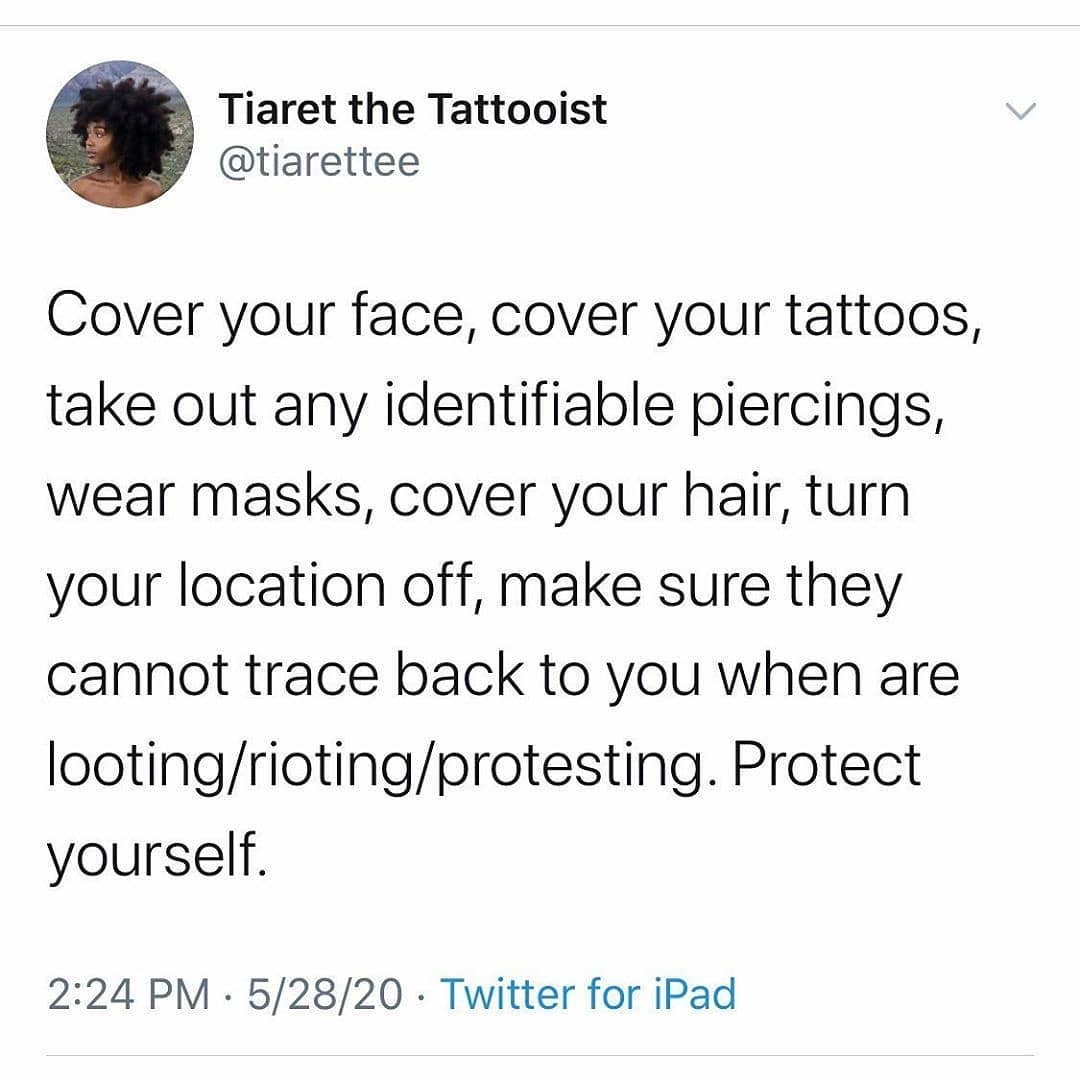 Tiaret the Tattooist
@tiarettee
Cover your face, cover your tattoos,
take out any identifiable piercings,
wear masks, cover your hair, turn
your location off, make sure they
cannot trace back to you when are
looting/rioting/protesting. Protect
yourself.
2:24 PM · 5/28/20 · Twitter for iPad